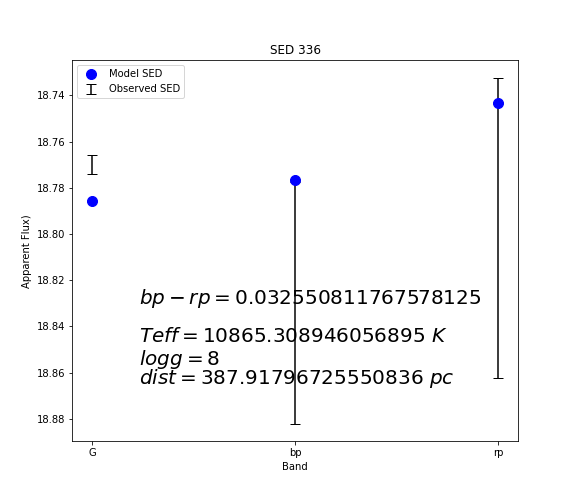 SED 336
Model SED
Observed SED
18.74
18.76
18.78
18.80
18.82
18.84
18.86
18.88
Apparent Flux)
bp − rp = 0.032550811767578125
Teff = 10865.308946056895 K
logg = 8
dist = 387.91796725550836 pc
G bp rp
Band